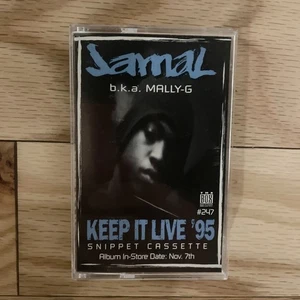 Jamal
b.k.a. MALLY-G
#247
KEEP IT LIVE '95
SNIPPET CASSETTE
Album In-Store Date: Nov. 7th